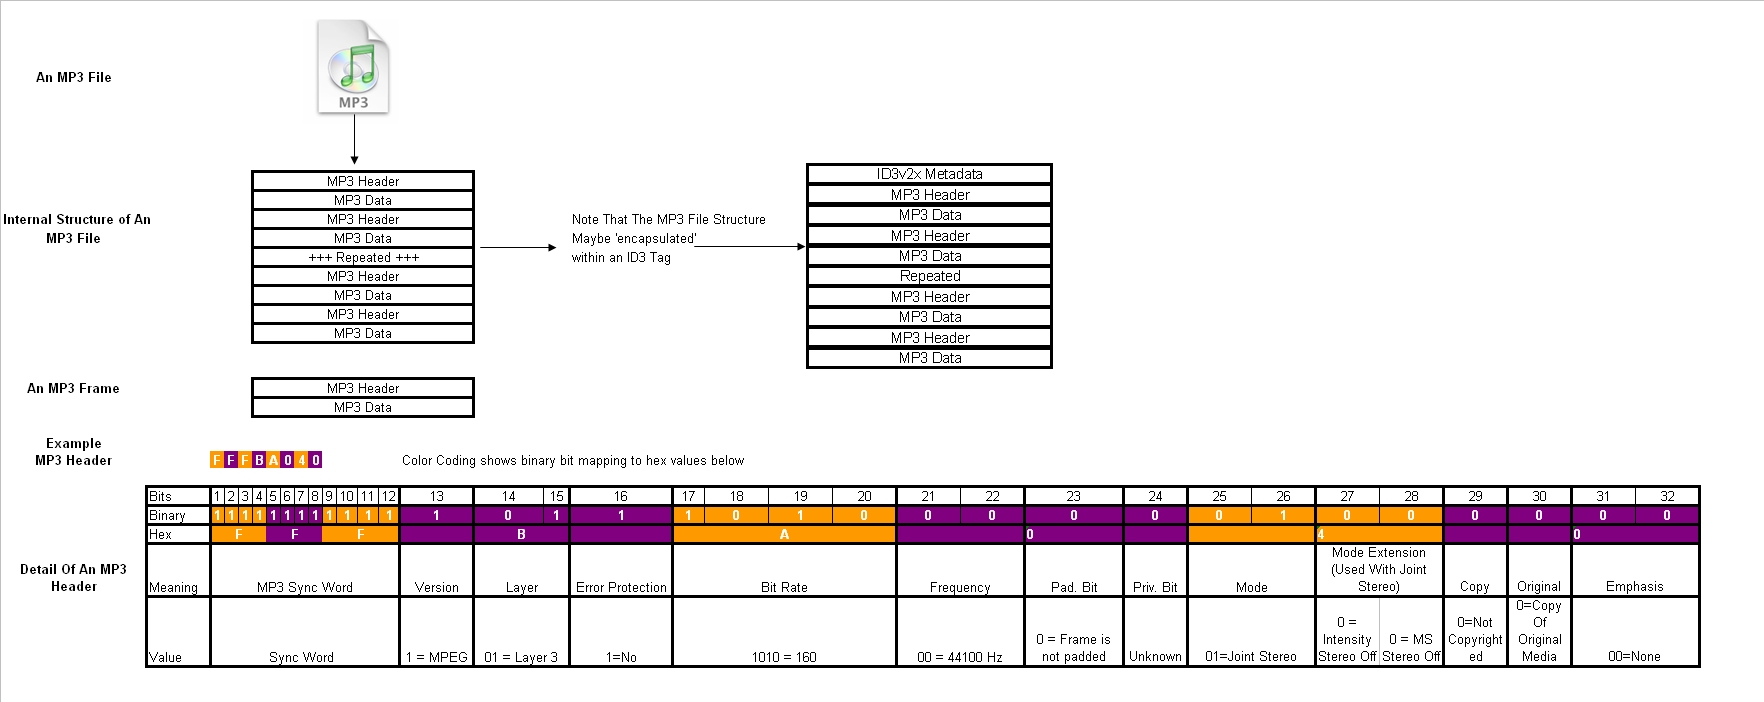 An MP3 File
MP3
Internal Structure of An
MP3 File
MP3 Header
MP3 Data
MP3 Header
MP3 Data
+++ Repeated +++
MP3 Header
MP3 Data
MP3 Header
MP3 Data
Note That The MP3 File Structure
Maybe 'encapsulated'
within an ID3 Tag
ID3v2x Metadata
MP3 Header
MP3 Data
MP3 Header
MP3 Data
Repeated
MP3 Header
MP3 Data
MP3 Header
MP3 Data
An MP3 Frame
MP3 Header
MP3 Data
Example
MP3 Header
F F F B A 0 4 0
Color Coding shows binary bit mapping to hex values below
Detail Of An MP3
Header
Bits 1 2 3 4 5 6 7 8 9 10 11 12 13 14 15 16 17 18 19 20 21 22 23 24 25 26 27 28 29 30 31 32
Binary 1 1 1 1 1 1 1 1 1 1 1 1 1 0 1 1 1 0 1 0 0 0 0 0 0 1 0 0 0 0 0 0
Hex F F F B A 0 4 0
Meaning
MP3 Sync Word
Version
Layer
Error Protection
Bit Rate
Frequency
Pad. Bit
Priv. Bit
Mode
Mode Extension
(Used With Joint
Stereo)
Copy
Original
Emphasis
Value
Sync Word
1 = MPEG
01 = Layer 3
1=No
1010 = 160
00 = 44100 Hz
0 = Frame is
not padded
Unknown
01=Joint Stereo
0 =
Intensity
Stereo Off
0 = MS
Stereo Off
0=Not
Copyright
ed
0=Copy
Of
Original
Media
00=None